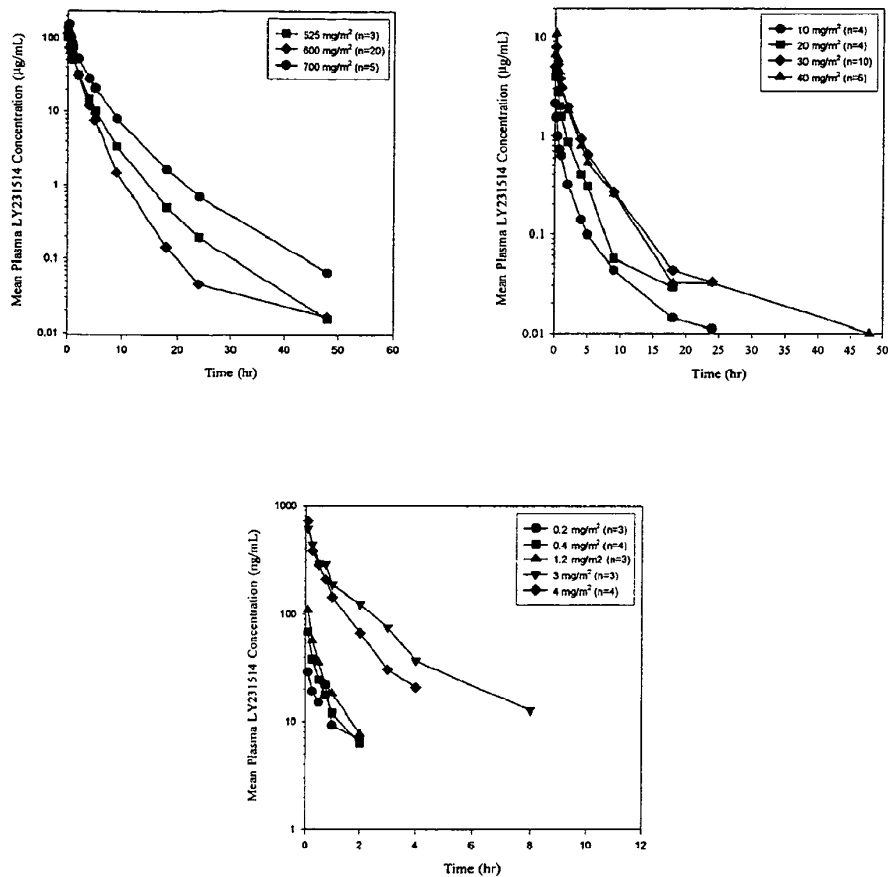 Mean Plasma LY231514 Concentration (µg/mL)
100
10
1
0.1
0.01
525 mg/m² (n=3)
600 mg/m² (n=20)
700 mg/m² (n=5)
0 10 20 30 40 50 60
Time (hr)
Mean Plasma LY231514 Concentration (µg/mL)
10
1
0.1
0.01
10 mg/m² (n=4)
20 mg/m² (n=4)
30 mg/m² (n=10)
40 mg/m² (n=6)
0 5 10 15 20 25 30 35 40 45 50
Time (hr)
Mean Plasma LY231514 Concentration (ng/mL)
1000
100
10
1
0.2 mg/m² (n=3)
0.4 mg/m² (n=4)
1.2 mg/m2 (n=3)
3 mg/m² (n=3)
4 mg/m² (n=4)
0 2 4 6 8 10 12
Time (hr)